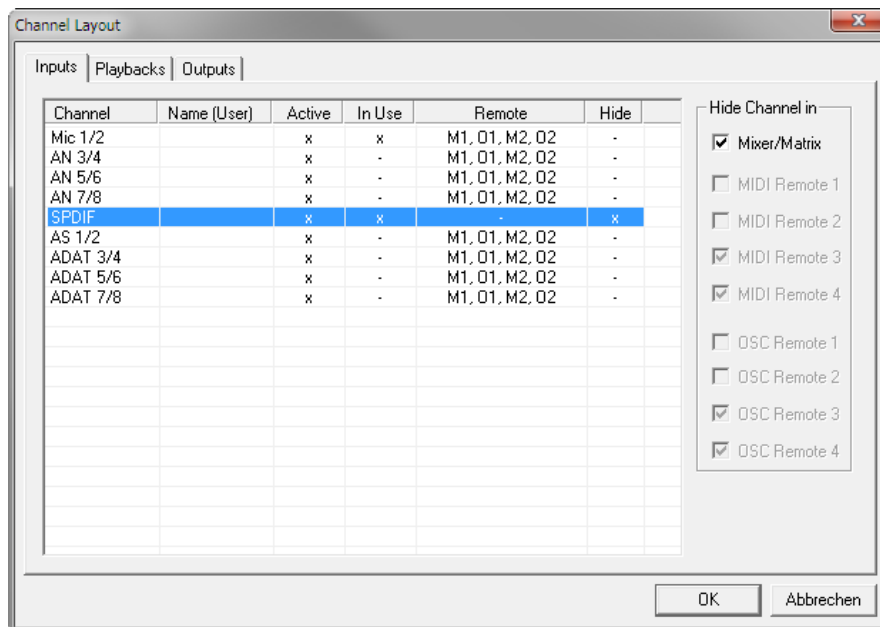 Channel Layout
Inputs Playbacks Outputs
Channel Name (User) Active In Use Remote Hide
Mic 1/2 x x M1, O1, M2, O2 -
AN 3/4 x - M1, O1, M2, O2 -
AN 5/6 x - M1, O1, M2, O2 -
AN 7/8 x - M1, O1, M2, O2 -
SPDIF x x - x
AS 1/2 x - M1, O1, M2, O2 -
ADAT 3/4 x - M1, O1, M2, O2 -
ADAT 5/6 x - M1, O1, M2, O2 -
ADAT 7/8 x - M1, O1, M2, O2 -
Hide Channel in
Mixer/Matrix
MIDI Remote 1
MIDI Remote 2
MIDI Remote 3
MIDI Remote 4
OSC Remote 1
OSC Remote 2
OSC Remote 3
OSC Remote 4
OK Abbrechen